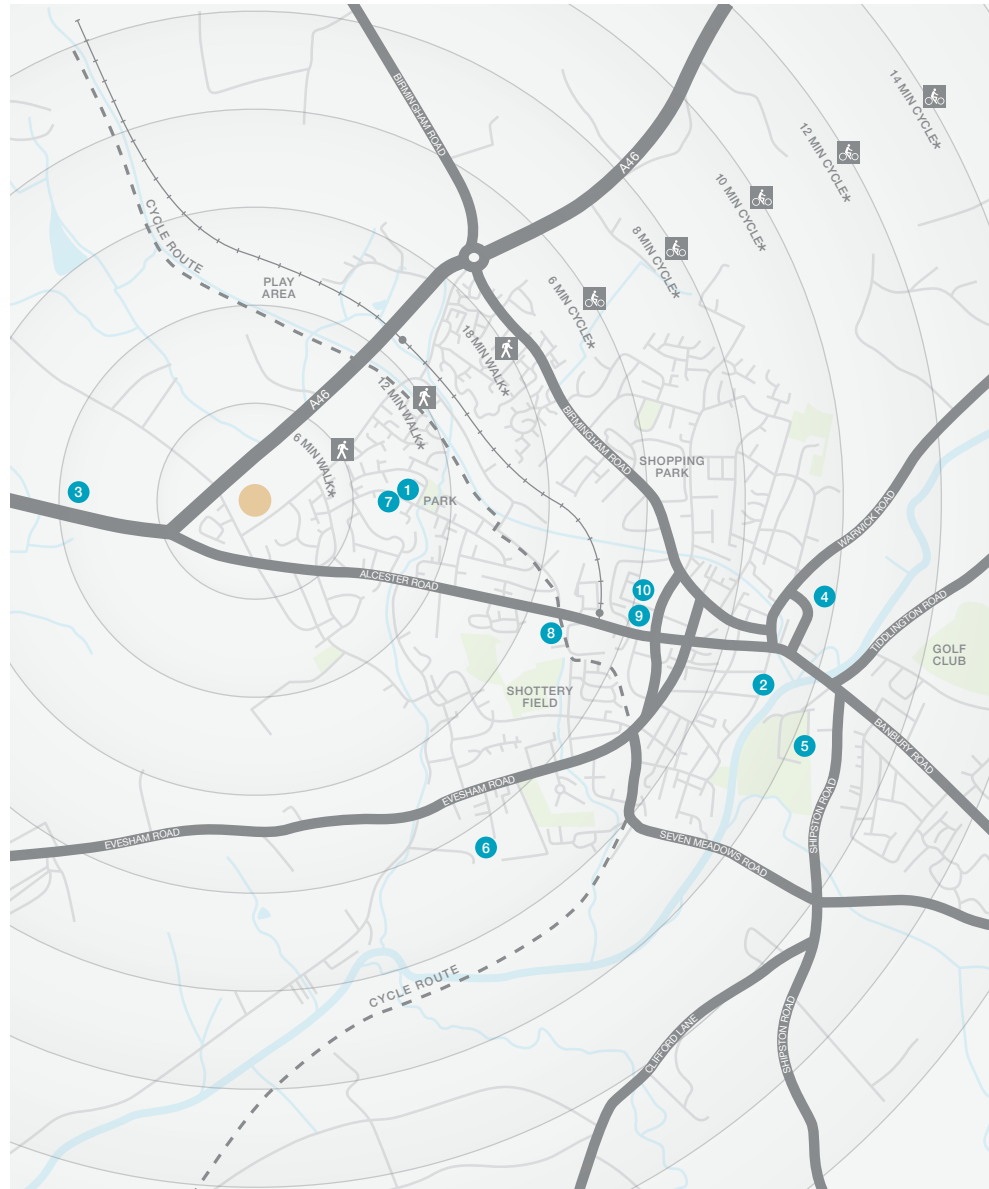 14 MIN CYCLE*
12 MIN CYCLE*
10 MIN CYCLE*
8 MIN CYCLE*
6 MIN CYCLE*
18 MIN WALK*
12 MIN WALK*
6 MIN WALK*
BIRMINGHAM ROAD
A46
CYCLE ROUTE
PLAY
AREA
A46
BIRMINGHAM ROAD
SHOPPING
PARK
3
1
7
PARK
WARWICK ROAD
ALCESTER ROAD
10
9
8
4
TIDDLINGTON ROAD
GOLF
CLUB
2
SHOTTERY
FIELD
5
BANBURY ROAD
EVESHAM ROAD
EVESHAM ROAD
SHIPSTON ROAD
6
SEVEN MEADOWS ROAD
CYCLE ROUTE
CLIFFORD LANE
SHIPSTON ROAD